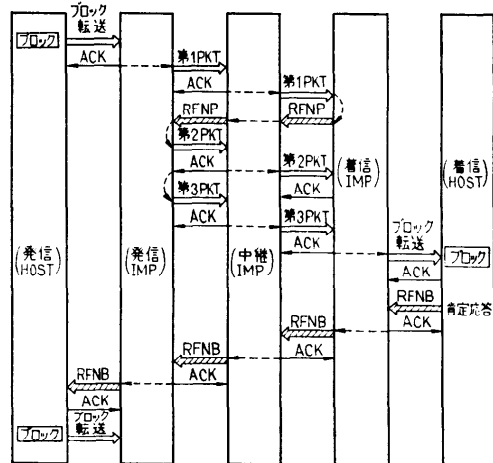 ブロック
転送
ブロック
ACK
第1PKT
ACK
第1PKT
RFNP
RFNP
第2PKT
ACK
第2PKT
第3PKT
ACK
ACK
第3PKT
ACK
ブロック
転送
ブロック
ACK
(発信
HOST)
(発信
IMP)
(中継
IMP)
(着信
IMP)
(着信
HOST)
RFNB
肯定応答
RFNB
ACK
RFNB
ACK
RFNB
ACK
ACK
ブロック
転送
ブロック